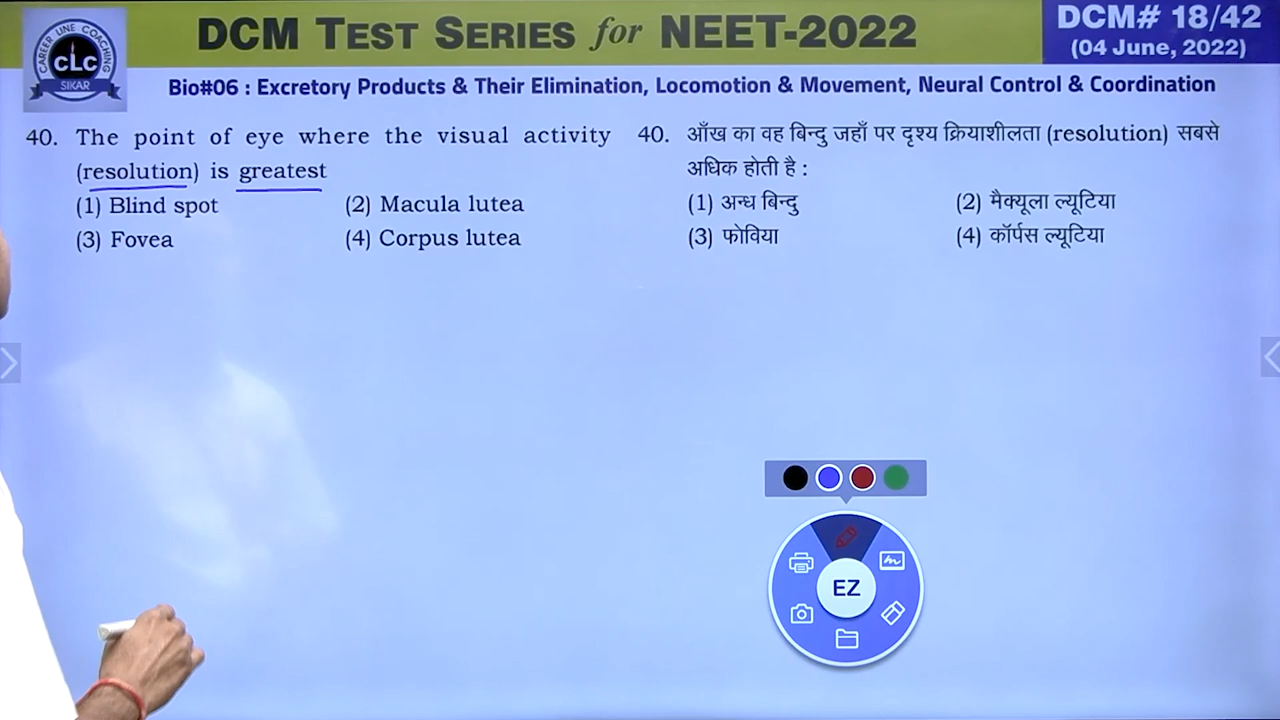 CAREER LINE COACHING
CLC
SIKAR
DCM TEST SERIES for NEET-2022
DCM# 18/42
(04 June, 2022)
Bio#06 : Excretory Products & Their Elimination, Locomotion & Movement, Neural Control & Coordination
40. The point of eye where the visual activity
(resolution) is greatest
(1) Blind spot (2) Macula lutea
(3) Fovea (4) Corpus lutea
40. आँख का वह बिन्दु जहाँ पर दृश्य क्रियाशीलता (resolution) सबसे
अधिक होती है :
(1) अन्ध बिन्दु (2) मैक्यूला ल्यूटिया
(3) फोविया (4) कॉर्पस ल्यूटिया
EZ